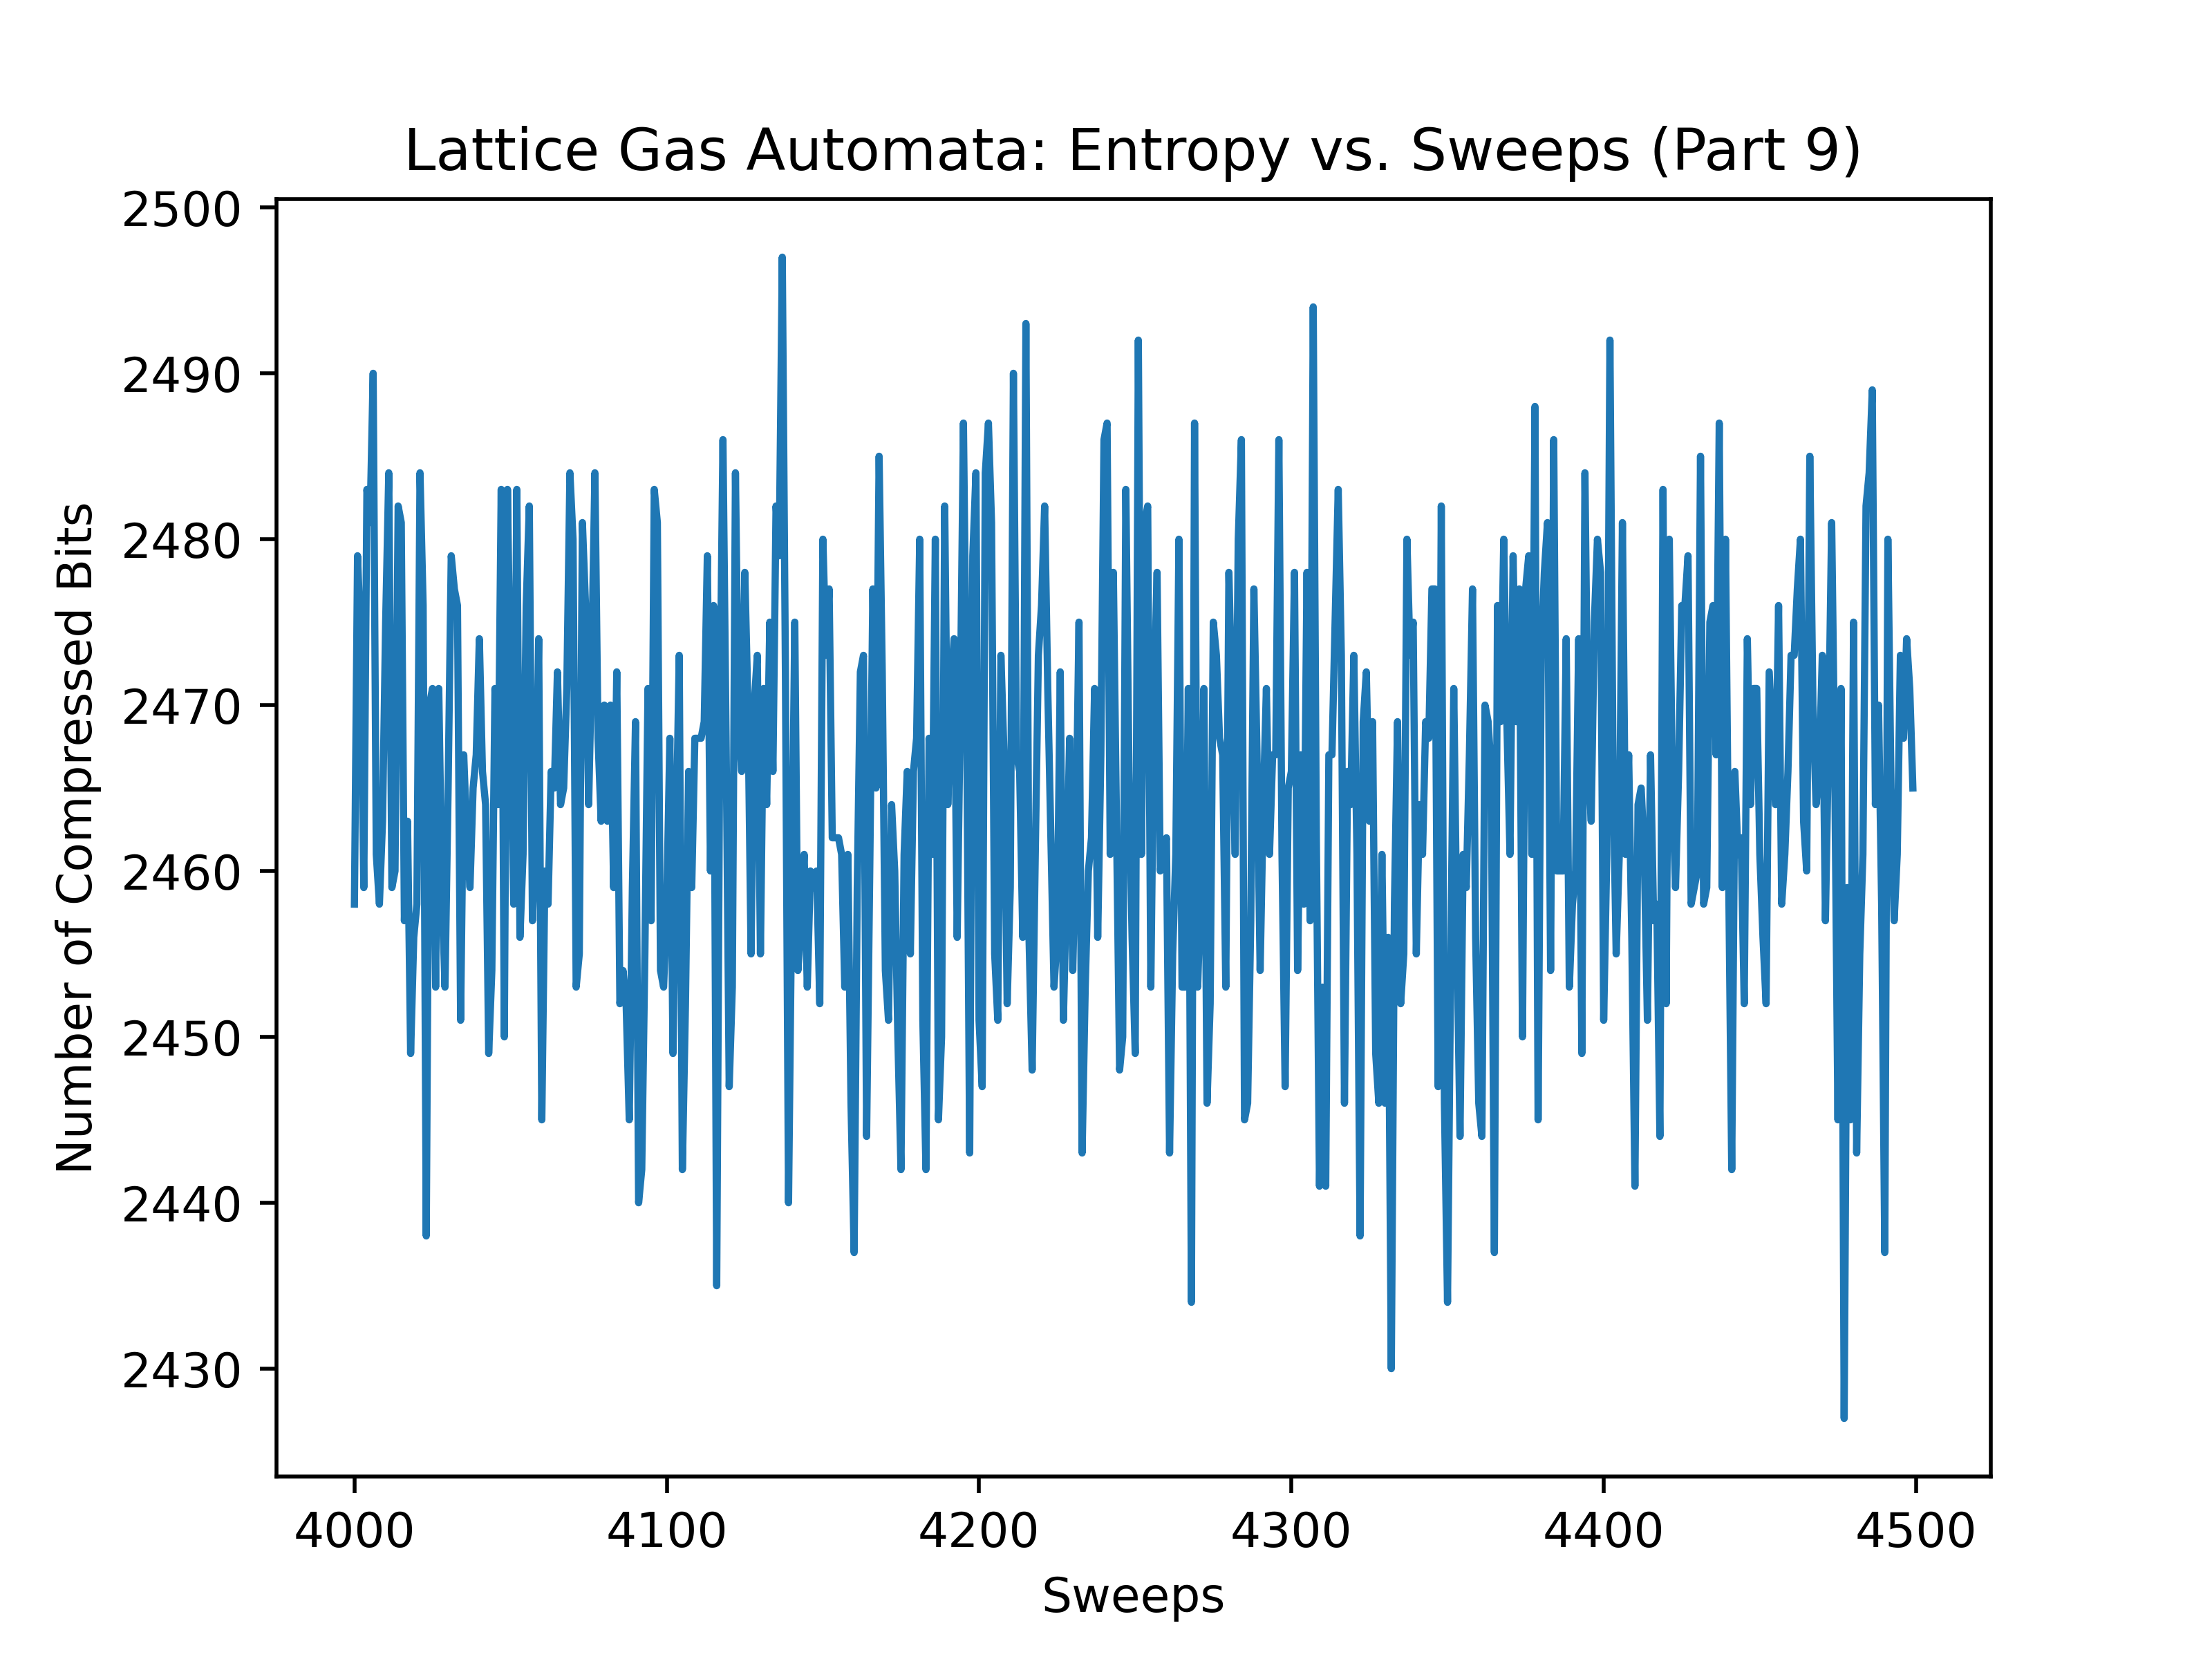 Lattice Gas Automata: Entropy vs. Sweeps (Part 9)
Number of Compressed Bits
2500
2490
2480
2470
2460
2450
2440
2430
4000 4100 4200 4300 4400 4500
Sweeps